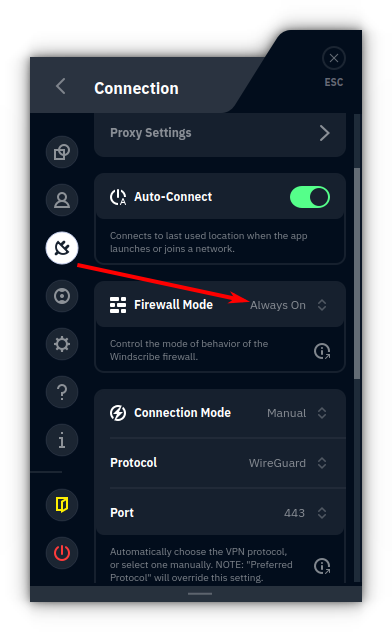 Connection
ESC
Proxy Settings
Auto-Connect
Connects to last used location when the app
launches or joins a network.
Firewall Mode Always On
Control the mode of behavior of the
Windscribe firewall.
Connection Mode Manual
Protocol WireGuard
Port 443
Automatically choose the VPN protocol,
or select one manually. NOTE: "Preferred
Protocol" will override this setting.